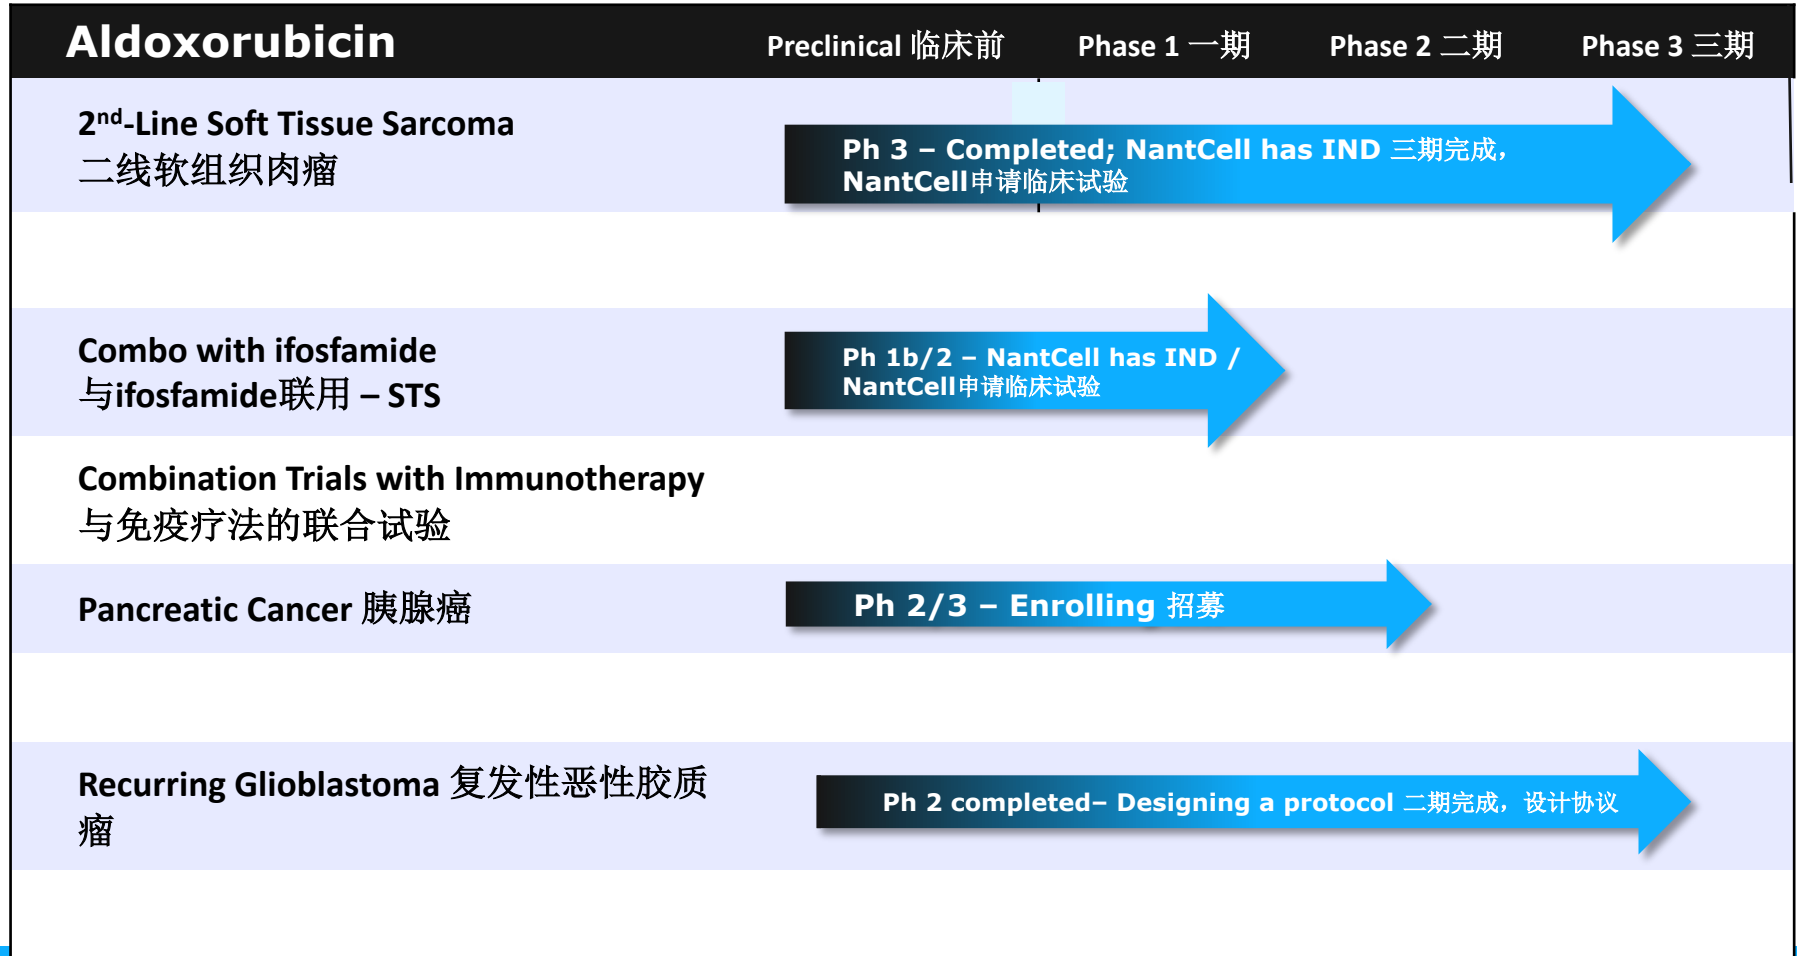 Aldoxorubicin Preclinical 临床前 Phase 1 一期 Phase 2 二期 Phase 3 三期
2nd-Line Soft Tissue Sarcoma
二线软组织肉瘤
Ph 3 – Completed; NantCell has IND 三期完成，
NantCell申请临床试验
Combo with ifosfamide
与ifosfamide联用 – STS
Ph 1b/2 – NantCell has IND /
NantCell申请临床试验
Combination Trials with Immunotherapy
与免疫疗法的联合试验
Pancreatic Cancer 胰腺癌
Ph 2/3 – Enrolling 招募
Recurring Glioblastoma 复发性恶性胶质
瘤
Ph 2 completed– Designing a protocol 二期完成，设计协议